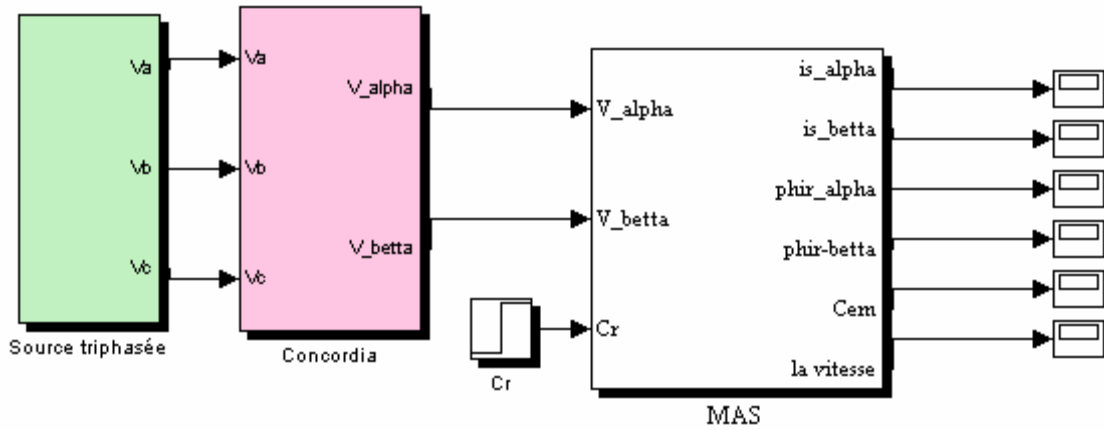 Va
Vb
Vc
Source triphasée
Va
Vb
Vc
V_alpha
V_betta
Concordia
Cr
V_alpha
V_betta
Cr
is_alpha
is_betta
phir_alpha
phir-betta
Cem
la vitesse
MAS